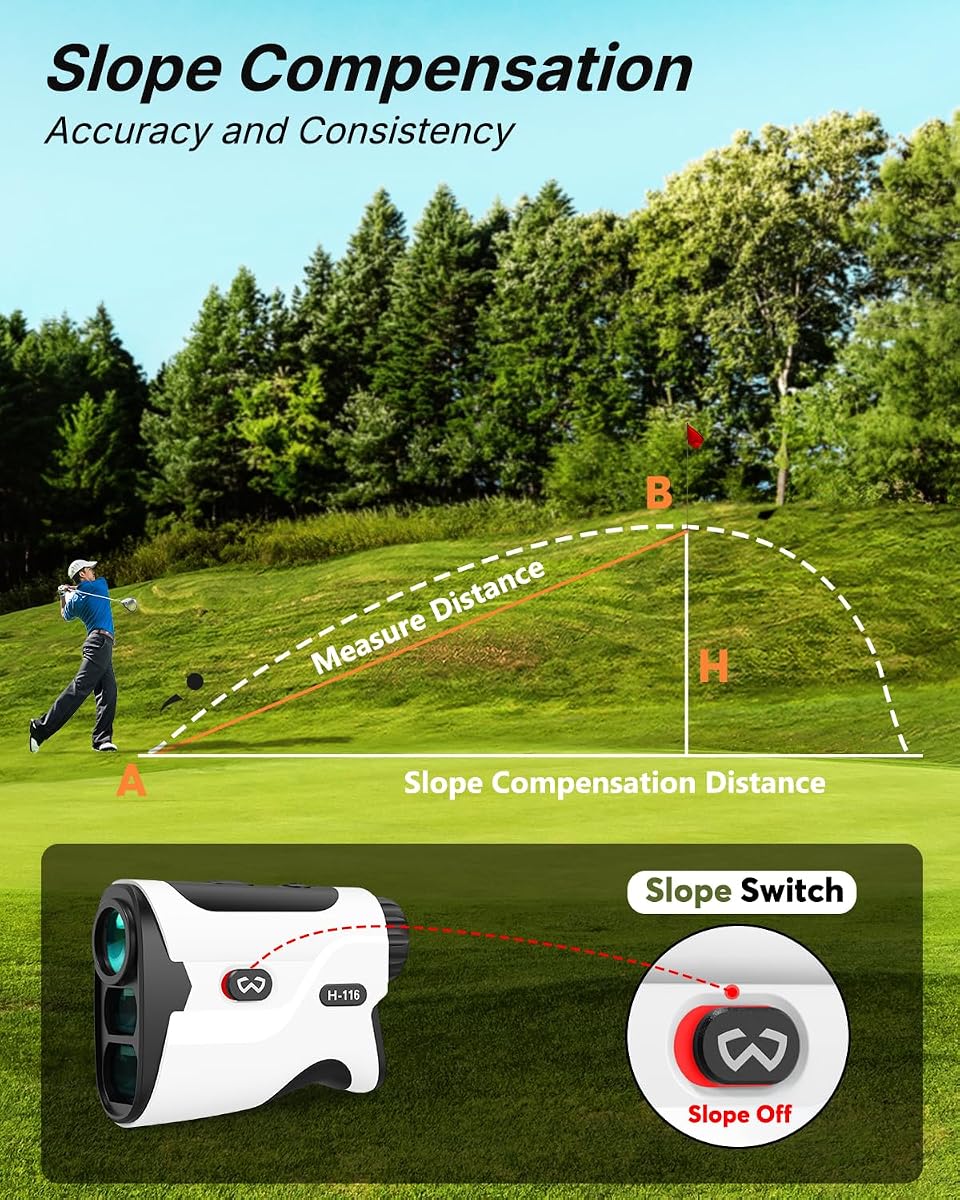 Slope Compensation
Accuracy and Consistency
B
Measure Distance
H
A
Slope Compensation Distance
Slope Switch
H-116
Slope Off